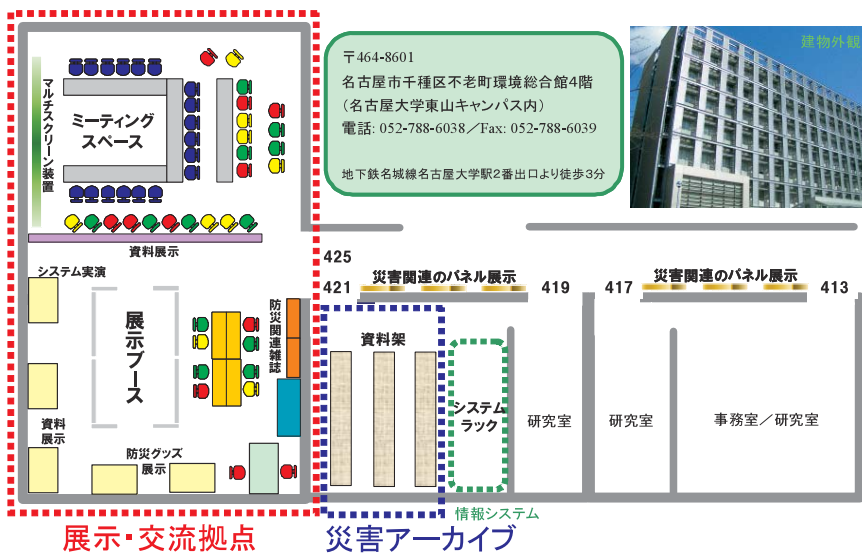 〒464-8601
名古屋市千種区不老町環境総合館4階
（名古屋大学東山キャンパス内）
電話: 052-788-6038／Fax: 052-788-6039
地下鉄名城線名古屋大学駅2番出口より徒歩3分
建物外観
マルチスクリーン装置
ミーティング
スペース
資料展示
システム実演
展示ブース
防災関連雑誌
資料
展示
防災グッズ
展示
425
421
災害関連のパネル展示
419
417
災害関連のパネル展示
413
資料架
システム
ラック
研究室
研究室
事務室／研究室
情報システム
展示・交流拠点
災害アーカイブ